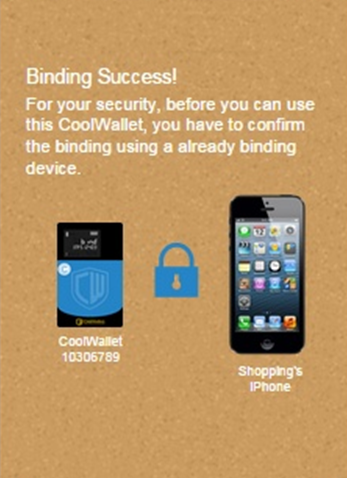 Binding Success!
For your security, before you can use
this CoolWallet, you have to confirm
the binding using a already binding
device.
CW
CoolWallet
10306789
Shopping's
iPhone